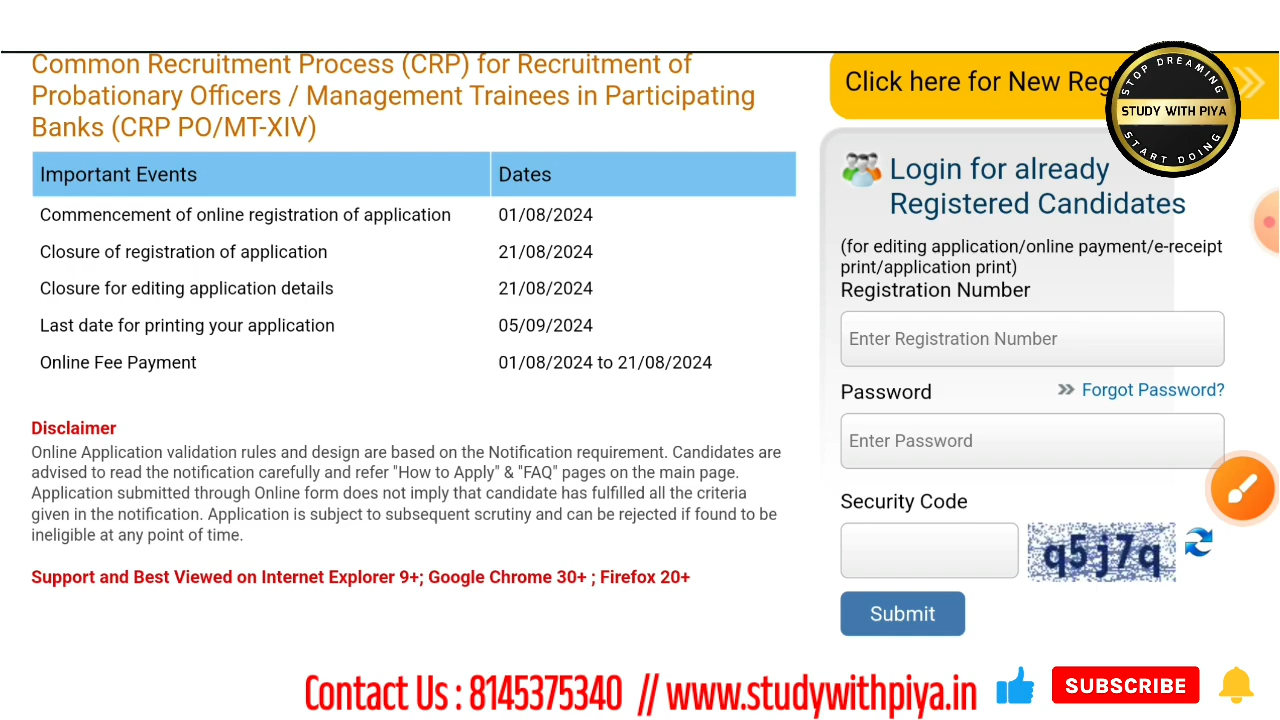 Common Recruitment Process (CRP) for Recruitment of
Probationary Officers / Management Trainees in Participating
Banks (CRP PO/MT-XIV)
Important Events Dates
Commencement of online registration of application 01/08/2024
Closure of registration of application 21/08/2024
Closure for editing application details 21/08/2024
Last date for printing your application 05/09/2024
Online Fee Payment 01/08/2024 to 21/08/2024
Disclaimer
Online Application validation rules and design are based on the Notification requirement. Candidates are
advised to read the notification carefully and refer "How to Apply" & "FAQ" pages on the main page.
Application submitted through Online form does not imply that candidate has fulfilled all the criteria
given in the notification. Application is subject to subsequent scrutiny and can be rejected if found to be
ineligible at any point of time.
Support and Best Viewed on Internet Explorer 9+; Google Chrome 30+ ; Firefox 20+
Click here for New Reg
STOP DREAMING
STUDY WITH PIYA
START DOING
Login for already
Registered Candidates
(for editing application/online payment/e-receipt
print/application print)
Registration Number
Enter Registration Number
Password Forgot Password?
Enter Password
Security Code
q5j7q
Submit
Contact Us : 8145375340 // www.studywithpiya.in
SUBSCRIBE